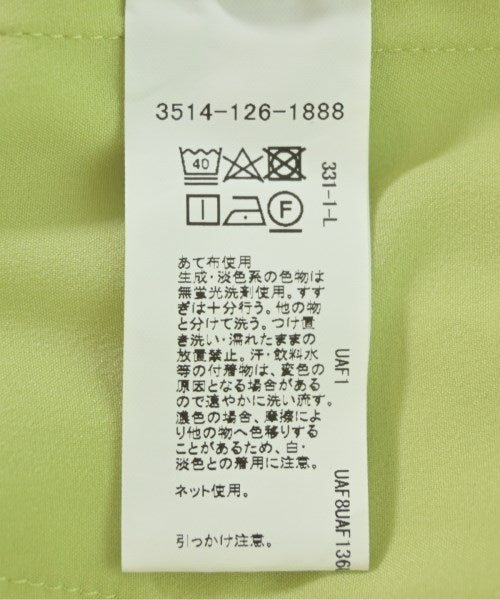 3514-126-1888
40
F
331-1-L
あて布使用
生成・淡色系の色物は
無蛍光洗剤使用。すす
ぎは十分行う。他の物
と分けて洗う。つけ置
き洗い・濡れたままの
放置禁止。汗・飲料水
等の付着物は、変色の
原因となる場合がある
ので速やかに洗い流す。
濃色の場合、摩擦によ
り他の物へ色移りする
ことがあるため、白・
淡色との着用に注意。
ネット使用。
引っかけ注意。
UAF1
UAF8UAF136